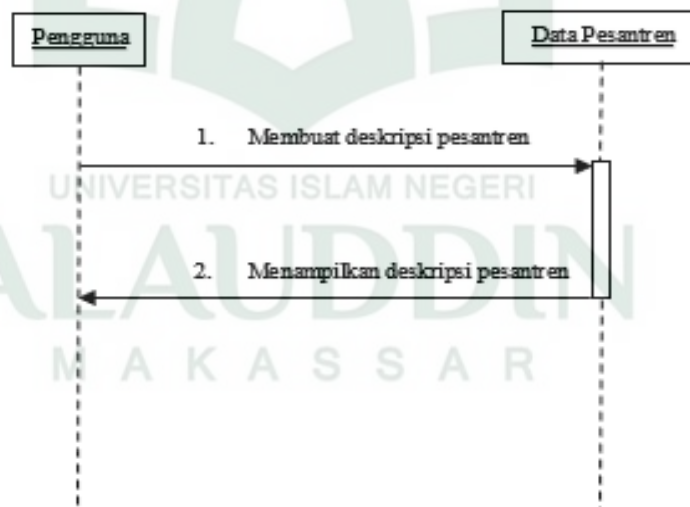 Pengguna
Data Pesantren
1. Membuat deskripsi pesantren
UNIVERSITAS ISLAM NEGERI
2. Menampilkan deskripsi pesantren
ALAUDDIN
MAKASSAR